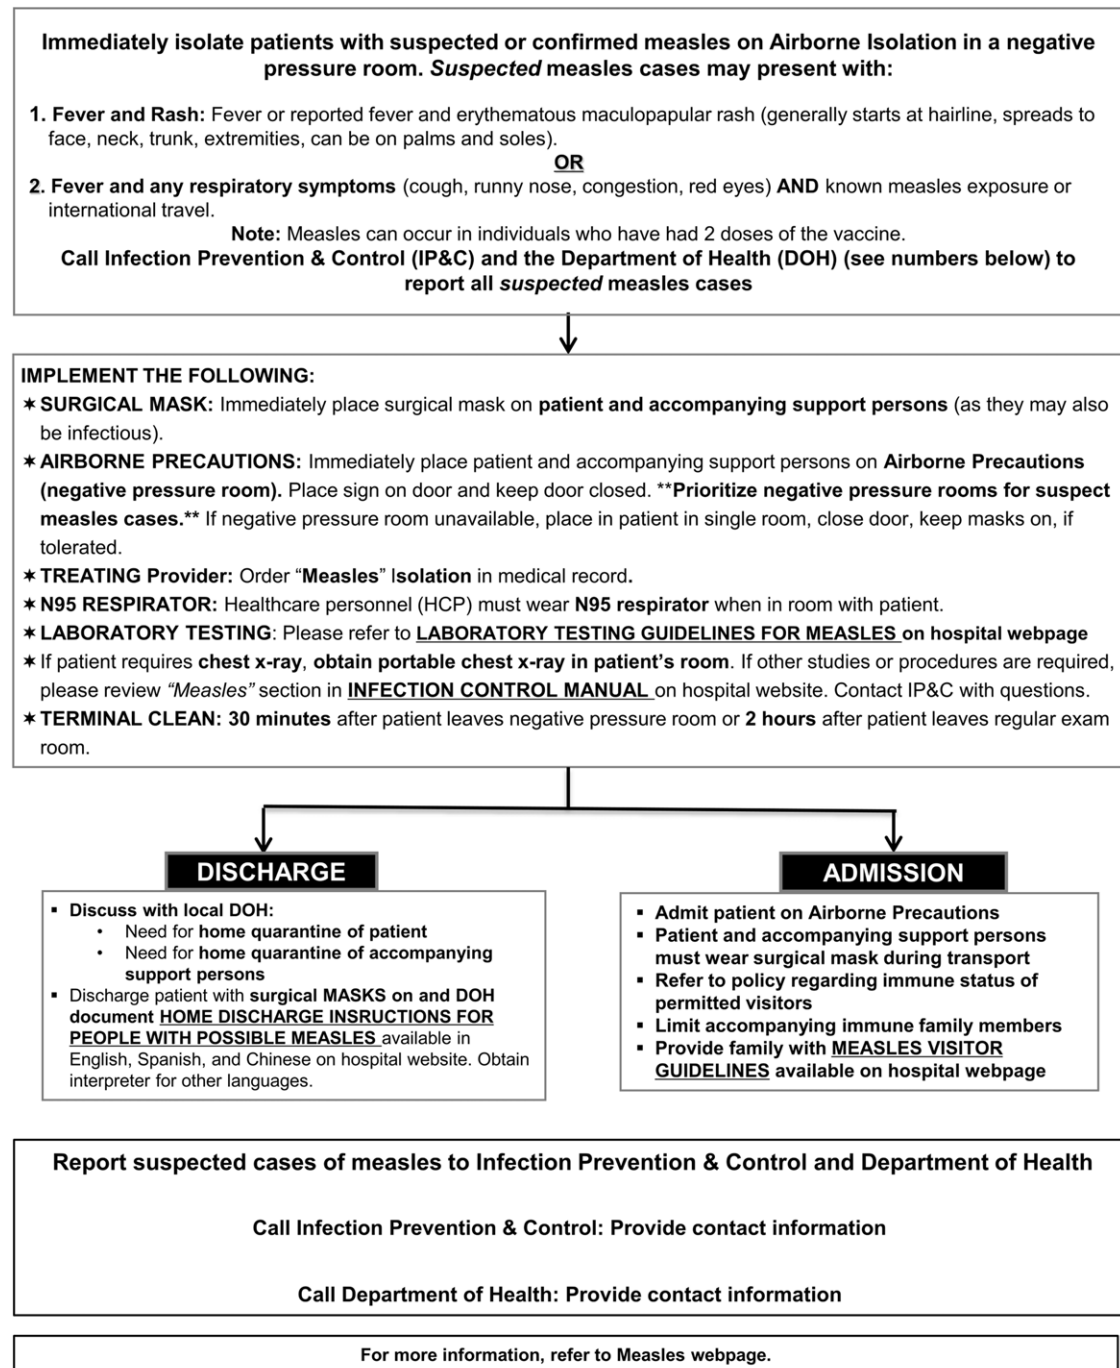 Immediately isolate patients with suspected or confirmed measles on Airborne Isolation in a negative
pressure room. Suspected measles cases may present with:
1. Fever and Rash: Fever or reported fever and erythematous maculopapular rash (generally starts at hairline, spreads to
face, neck, trunk, extremities, can be on palms and soles).
OR
2. Fever and any respiratory symptoms (cough, runny nose, congestion, red eyes) AND known measles exposure or
international travel.
Note: Measles can occur in individuals who have had 2 doses of the vaccine.
Call Infection Prevention & Control (IP&C) and the Department of Health (DOH) (see numbers below) to
report all suspected measles cases
IMPLEMENT THE FOLLOWING:
✶ SURGICAL MASK: Immediately place surgical mask on patient and accompanying support persons (as they may also
be infectious).
✶ AIRBORNE PRECAUTIONS: Immediately place patient and accompanying support persons on Airborne Precautions
(negative pressure room). Place sign on door and keep door closed. **Prioritize negative pressure rooms for suspect
measles cases.** If negative pressure room unavailable, place in patient in single room, close door, keep masks on, if
tolerated.
✶ TREATING Provider: Order “Measles” Isolation in medical record.
✶ N95 RESPIRATOR: Healthcare personnel (HCP) must wear N95 respirator when in room with patient.
✶ LABORATORY TESTING: Please refer to LABORATORY TESTING GUIDELINES FOR MEASLES on hospital webpage
✶ If patient requires chest x-ray, obtain portable chest x-ray in patient’s room. If other studies or procedures are required,
please review “Measles” section in INFECTION CONTROL MANUAL on hospital website. Contact IP&C with questions.
✶ TERMINAL CLEAN: 30 minutes after patient leaves negative pressure room or 2 hours after patient leaves regular exam
room.
DISCHARGE
▪ Discuss with local DOH:
• Need for home quarantine of patient
• Need for home quarantine of accompanying
support persons
▪ Discharge patient with surgical MASKS on and DOH
document HOME DISCHARGE INSRUCTIONS FOR
PEOPLE WITH POSSIBLE MEASLES available in
English, Spanish, and Chinese on hospital website. Obtain
interpreter for other languages.
ADMISSION
▪ Admit patient on Airborne Precautions
▪ Patient and accompanying support persons
must wear surgical mask during transport
▪ Refer to policy regarding immune status of
permitted visitors
▪ Limit accompanying immune family members
▪ Provide family with MEASLES VISITOR
GUIDELINES available on hospital webpage
Report suspected cases of measles to Infection Prevention & Control and Department of Health
Call Infection Prevention & Control: Provide contact information
Call Department of Health: Provide contact information
For more information, refer to Measles webpage.